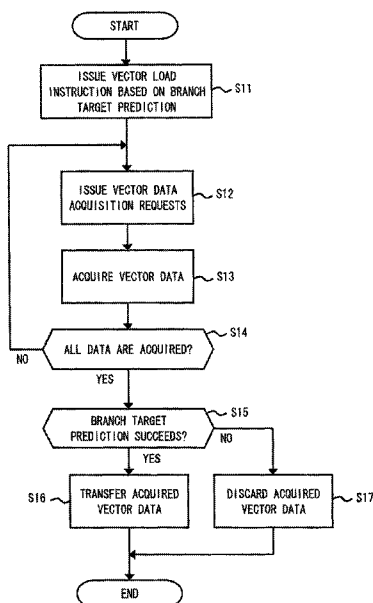 START
ISSUE VECTOR LOAD
INSTRUCTION BASED ON BRANCH
TARGET PREDICTION
S11
ISSUE VECTOR DATA
ACQUISITION REQUESTS
S12
ACQUIRE VECTOR DATA
S13
S14
ALL DATA ARE ACQUIRED?
NO
YES
S15
BRANCH TARGET
PREDICTION SUCCEEDS?
NO
YES
S16
TRANSFER ACQUIRED
VECTOR DATA
DISCARD ACQUIRED
VECTOR DATA
S17
END